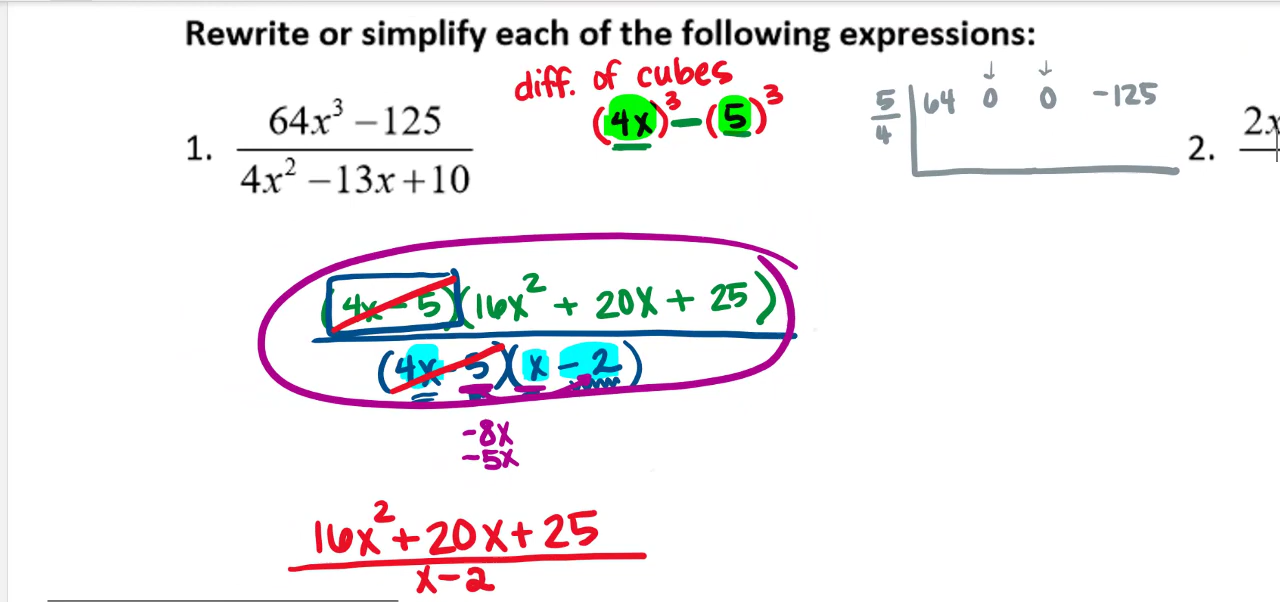 Rewrite or simplify each of the following expressions:
diff. of cubes
(4x)³ − (5)³
1. 64x³ − 125
4x² − 13x + 10
5/4 | 64 0 0 −125
↓ ↓
2. 2x
(4x − 5)(16x² + 20x + 25)
(4x − 5)(x − 2)
−8x
−5x
16x² + 20x + 25
x − 2